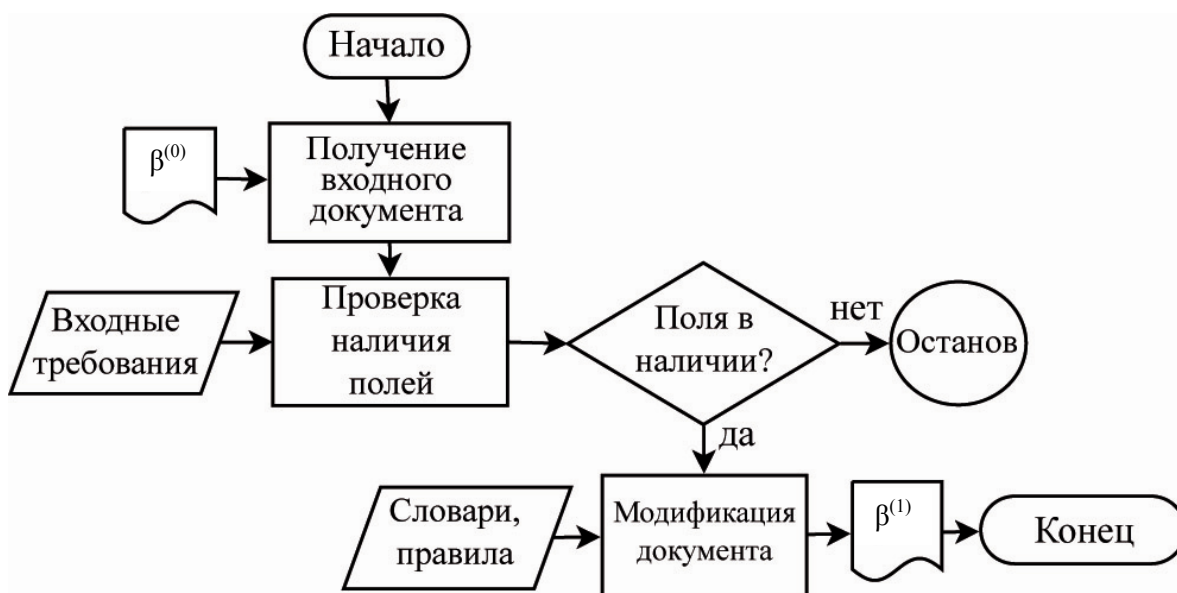 Начало
β⁽⁰⁾
Получение
входного
документа
Входные
требования
Проверка
наличия
полей
Поля в
наличии?
нет
Останов
да
Словари,
правила
Модификация
документа
β⁽¹⁾
Конец